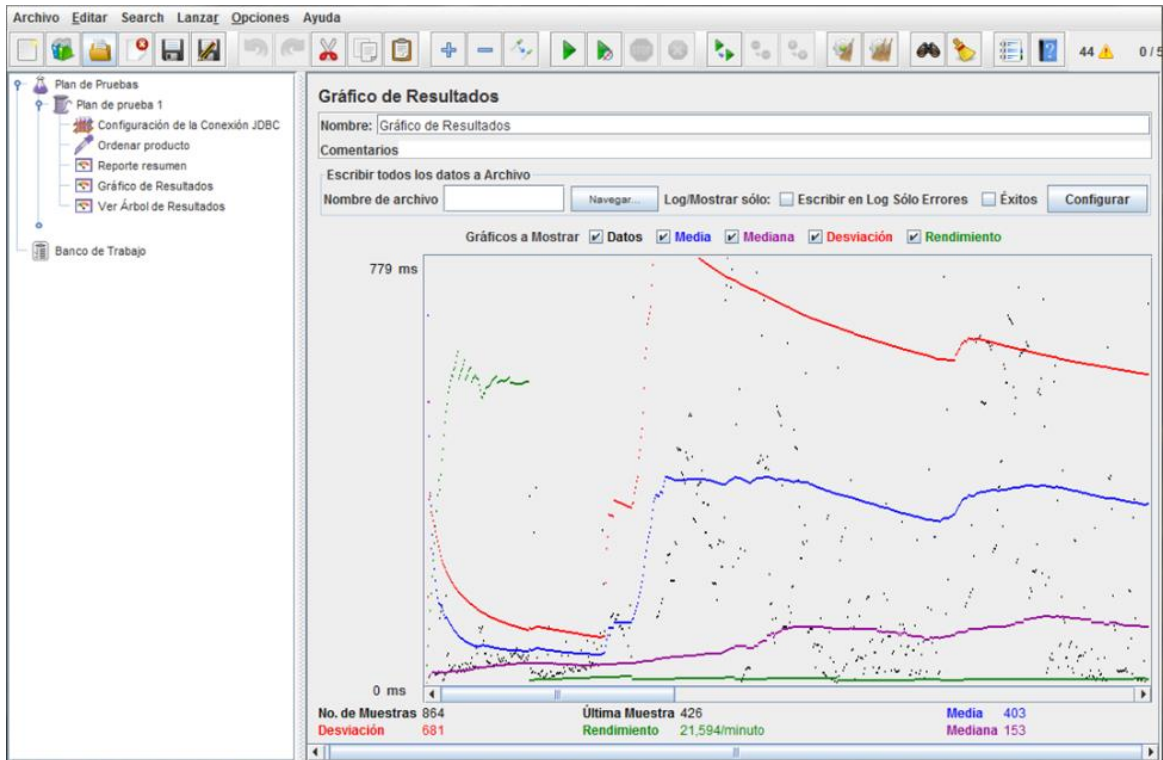 Archivo Editar Search Lanzar Opciones Ayuda
44 0 / 5
Plan de Pruebas
Plan de prueba 1
Configuración de la Conexión JDBC
Ordenar producto
Reporte resumen
Gráfico de Resultados
Ver Árbol de Resultados
Banco de Trabajo
Gráfico de Resultados
Nombre: Gráfico de Resultados
Comentarios
Escribir todos los datos a Archivo
Nombre de archivo Navegar... Log/Mostrar sólo: Escribir en Log Sólo Errores Éxitos Configurar
Gráficos a Mostrar Datos Media Mediana Desviación Rendimiento
779 ms
0 ms
No. de Muestras 864 Última Muestra 426 Media 403
Desviación 681 Rendimiento 21,594/minuto Mediana 153